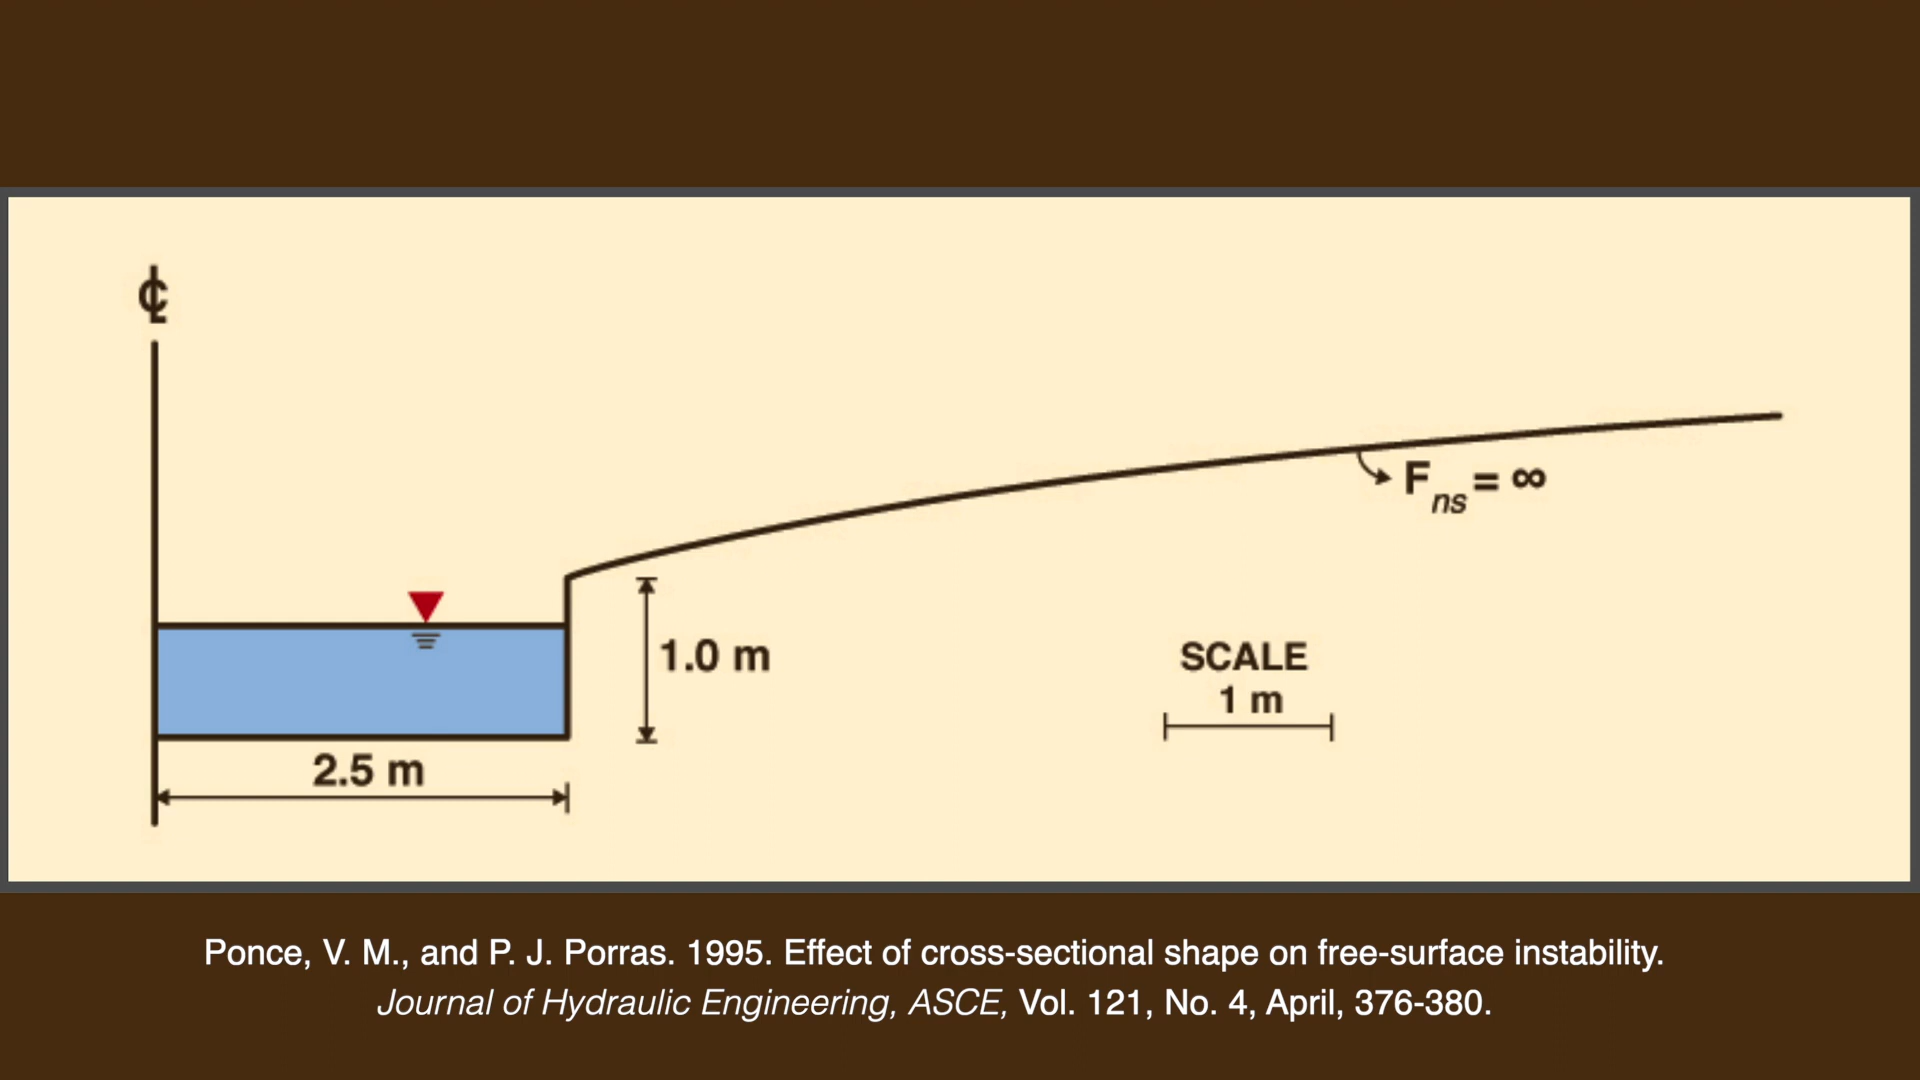 ℄
F ns = ∞
1.0 m
SCALE
1 m
2.5 m
Ponce, V. M., and P. J. Porras. 1995. Effect of cross-sectional shape on free-surface instability.
Journal of Hydraulic Engineering, ASCE, Vol. 121, No. 4, April, 376-380.